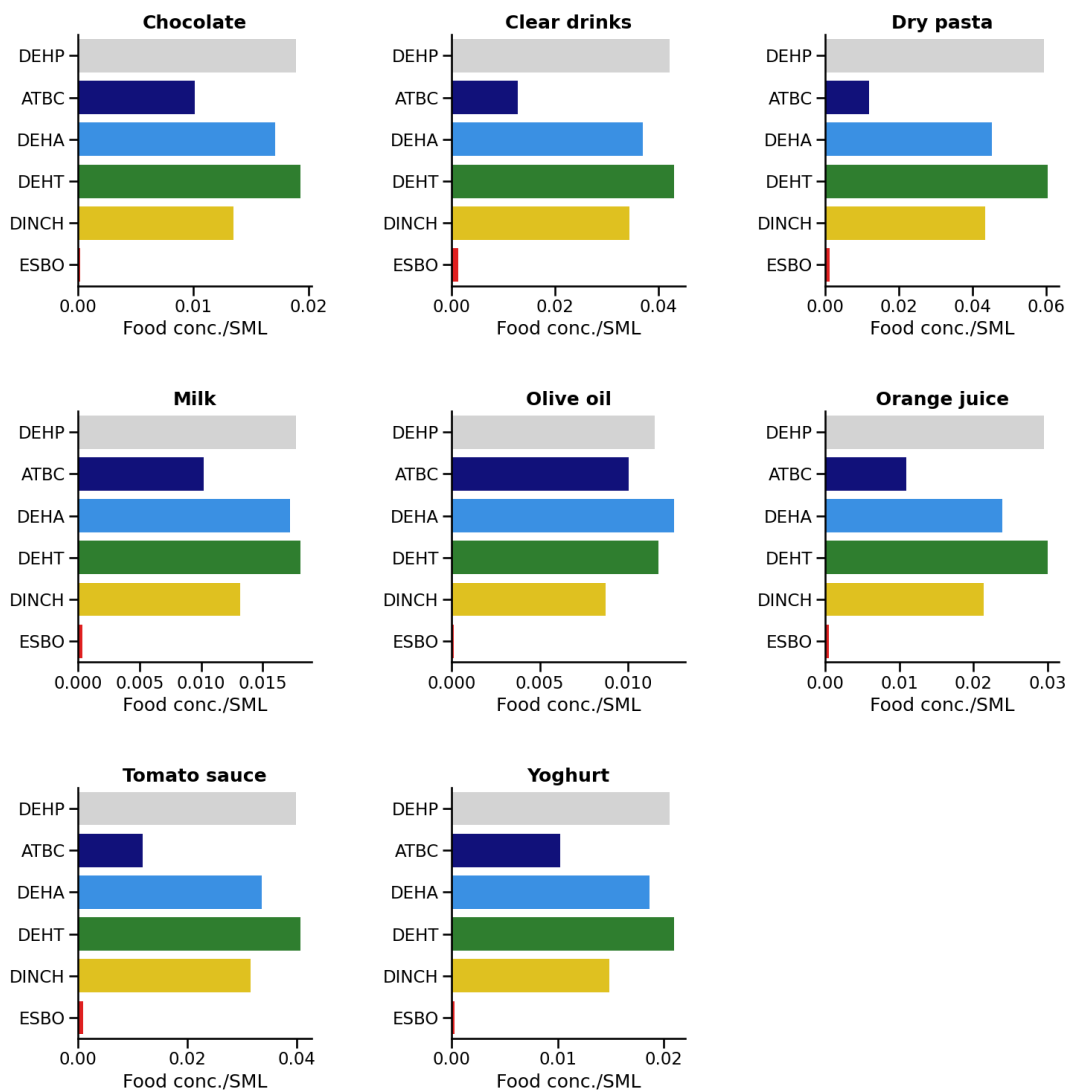 Chocolate
DEHP
ATBC
DEHA
DEHT
DINCH
ESBO
0.00 0.01 0.02
Food conc./SML
Clear drinks
DEHP
ATBC
DEHA
DEHT
DINCH
ESBO
0.00 0.02 0.04
Food conc./SML
Dry pasta
DEHP
ATBC
DEHA
DEHT
DINCH
ESBO
0.00 0.02 0.04 0.06
Food conc./SML
Milk
DEHP
ATBC
DEHA
DEHT
DINCH
ESBO
0.000 0.005 0.010 0.015
Food conc./SML
Olive oil
DEHP
ATBC
DEHA
DEHT
DINCH
ESBO
0.000 0.005 0.010
Food conc./SML
Orange juice
DEHP
ATBC
DEHA
DEHT
DINCH
ESBO
0.00 0.01 0.02 0.03
Food conc./SML
Tomato sauce
DEHP
ATBC
DEHA
DEHT
DINCH
ESBO
0.00 0.02 0.04
Food conc./SML
Yoghurt
DEHP
ATBC
DEHA
DEHT
DINCH
ESBO
0.00 0.01 0.02
Food conc./SML